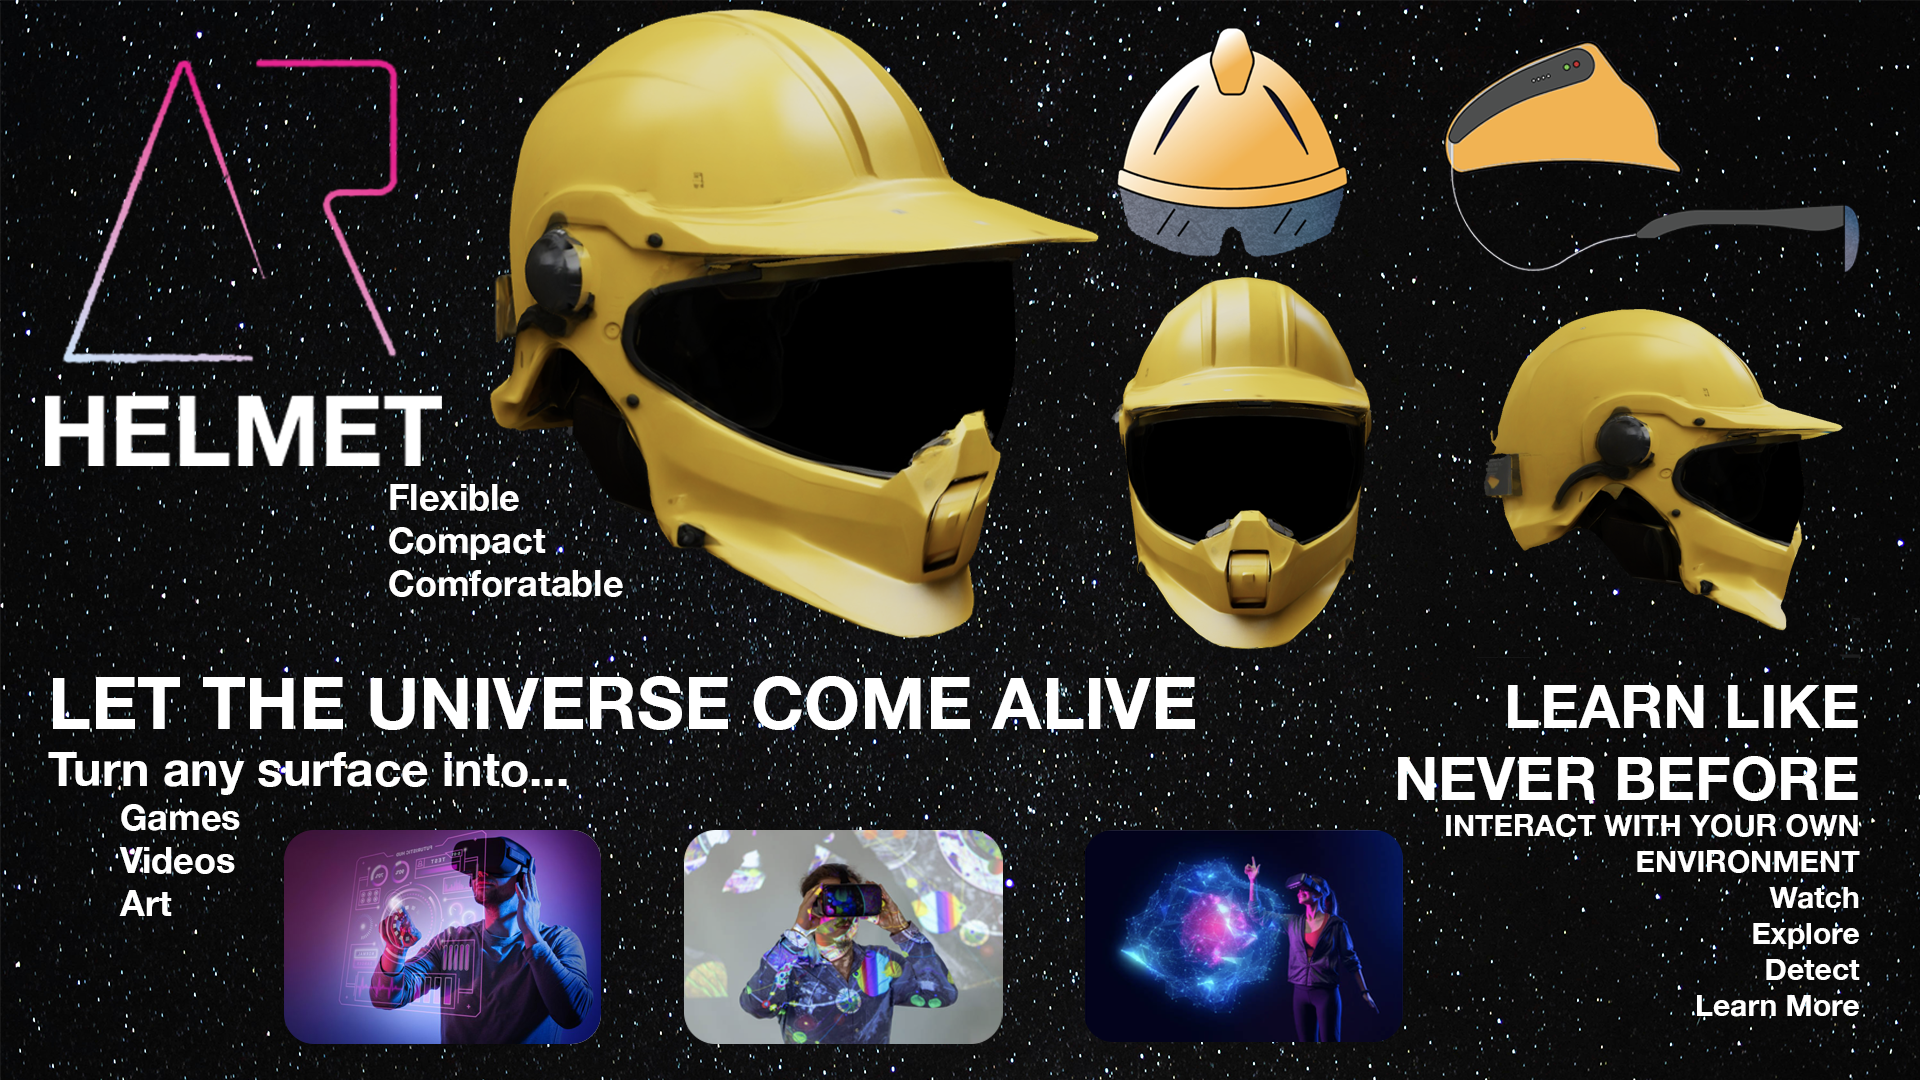 AR
HELMET
Flexible
Compact
Comforatable
LET THE UNIVERSE COME ALIVE
Turn any surface into...
Games
Videos
Art
LEARN LIKE
NEVER BEFORE
INTERACT WITH YOUR OWN
ENVIRONMENT
Watch
Explore
Detect
Learn More